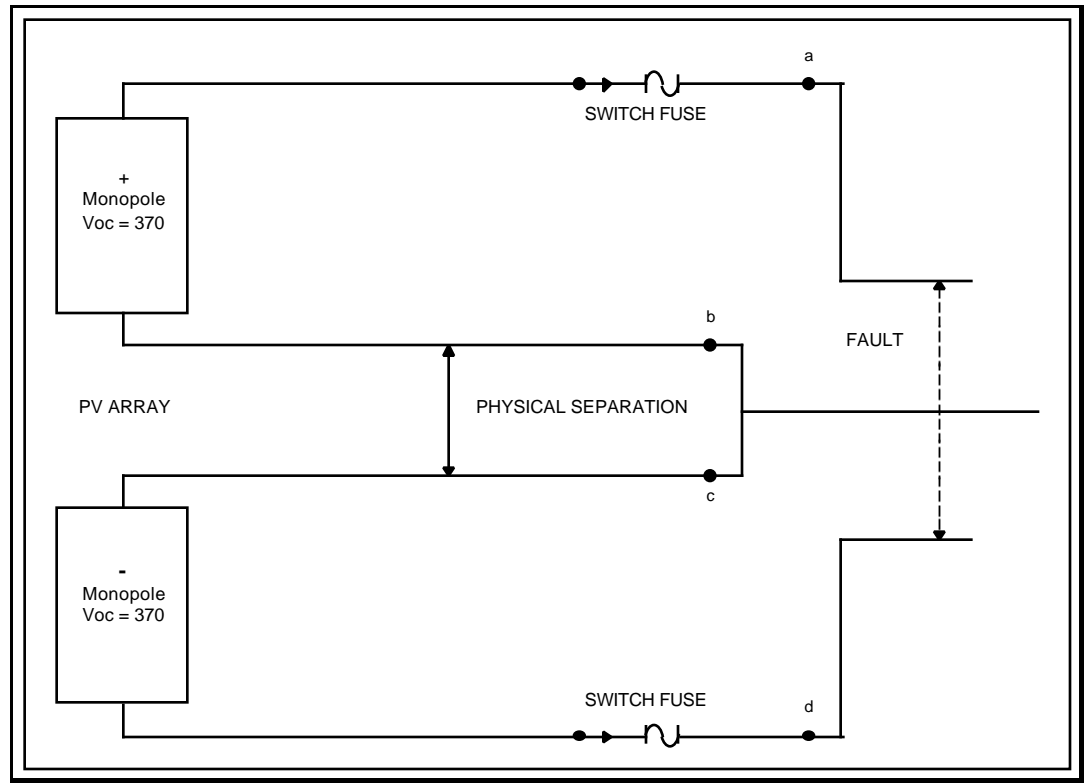 a
SWITCH FUSE
+
Monopole
Voc = 370
b
FAULT
PV ARRAY
PHYSICAL SEPARATION
c
-
Monopole
Voc = 370
SWITCH FUSE
d